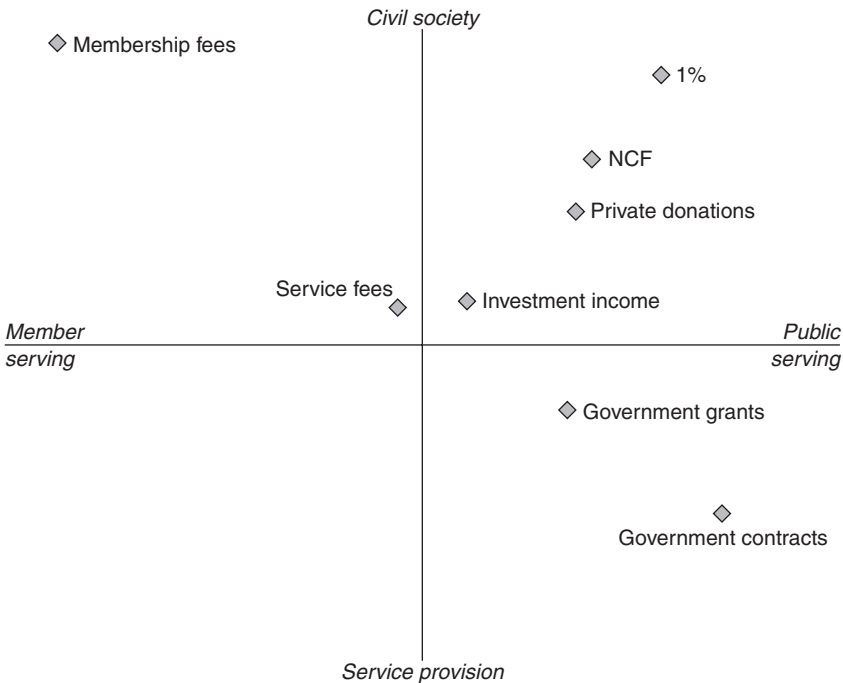 Civil society
Membership fees
1%
NCF
Private donations
Service fees
Investment income
Member
serving
Public
serving
Government grants
Government contracts
Service provision